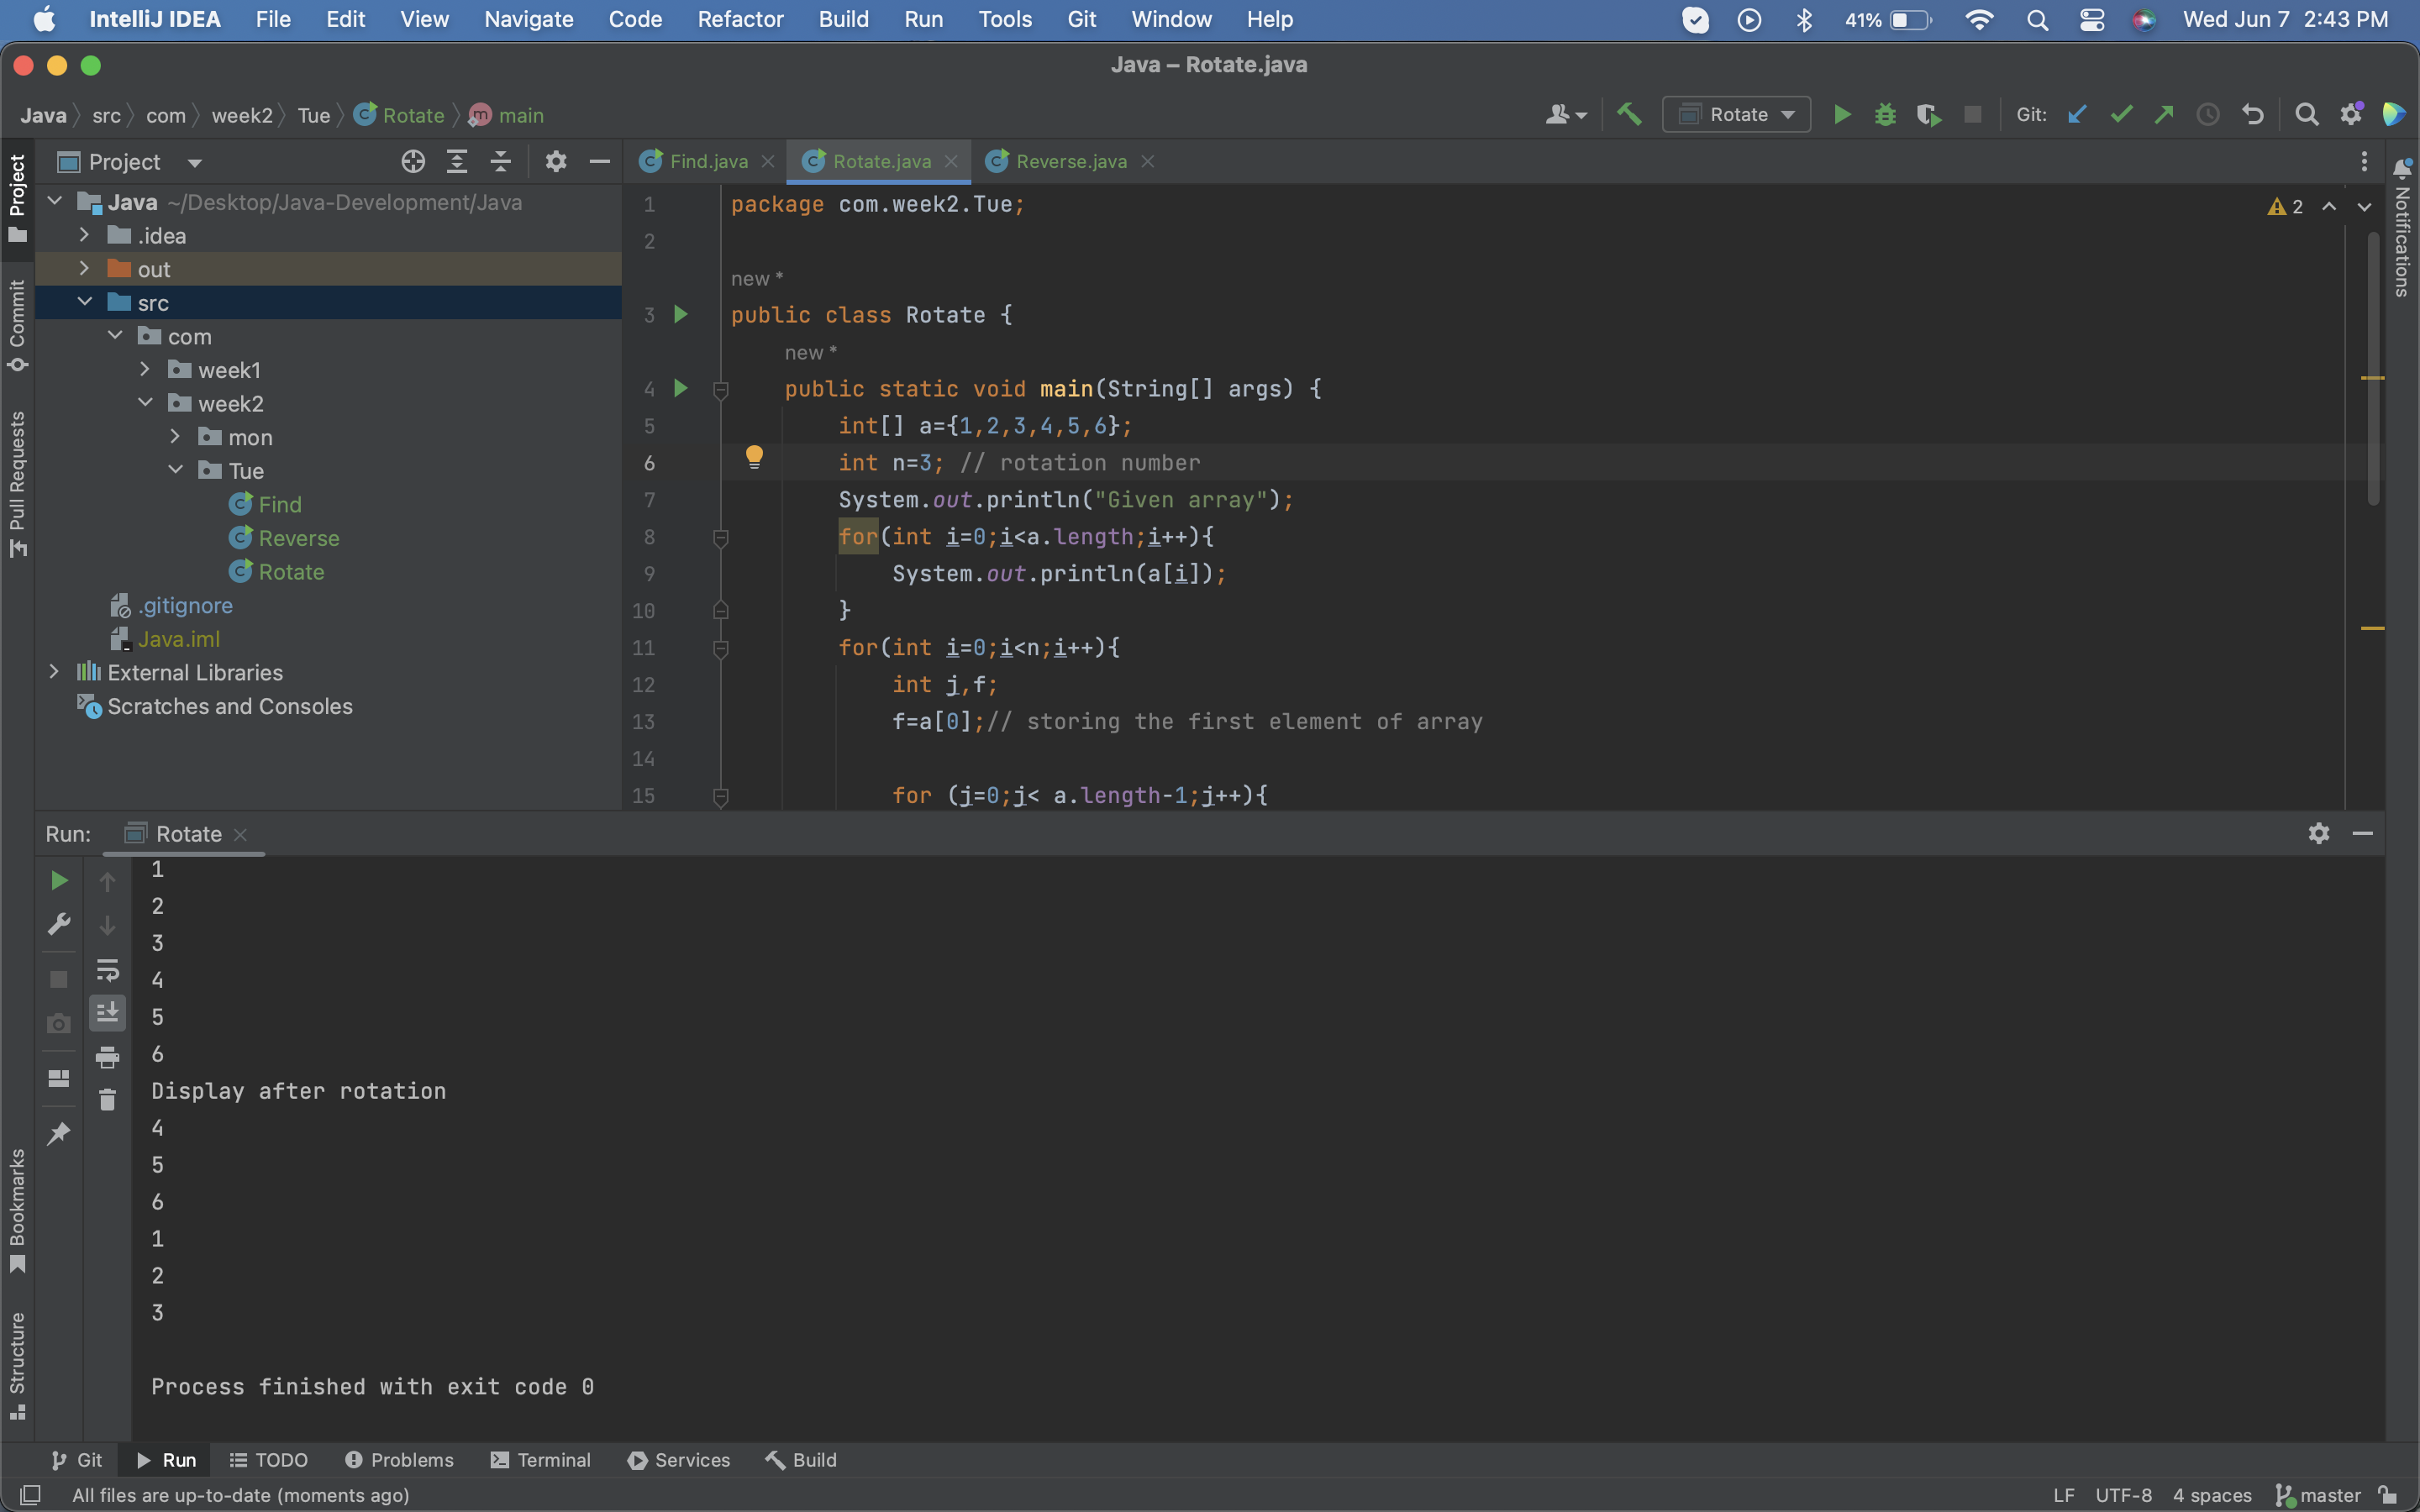 IntelliJ IDEA File Edit View Navigate Code Refactor Build Run Tools Git Window Help 41% Wed Jun 7 2:43 PM
Java – Rotate.java
Java src com week2 Tue Rotate main Rotate Git:
Project
Find.java Rotate.java Reverse.java
Project
Commit
Pull Requests
Bookmarks
Structure
Notifications
Java ~/Desktop/Java-Development/Java
.idea
out
src
com
week1
week2
mon
Tue
Find
Reverse
Rotate
.gitignore
Java.iml
External Libraries
Scratches and Consoles
2
1 package com.week2.Tue;
2
new *
3 public class Rotate {
new *
4 public static void main(String[] args) {
5 int[] a={1,2,3,4,5,6};
6 int n=3; // rotation number
7 System.out.println("Given array");
8 for(int i=0;i<a.length;i++){
9 System.out.println(a[i]);
10 }
11 for(int i=0;i<n;i++){
12 int j,f;
13 f=a[0];// storing the first element of array
14
15 for (j=0;j< a.length-1;j++){
Run: Rotate
1
2
3
4
5
6
Display after rotation
4
5
6
1
2
3
Process finished with exit code 0
Git Run TODO Problems Terminal Services Build
All files are up-to-date (moments ago) LF UTF-8 4 spaces master